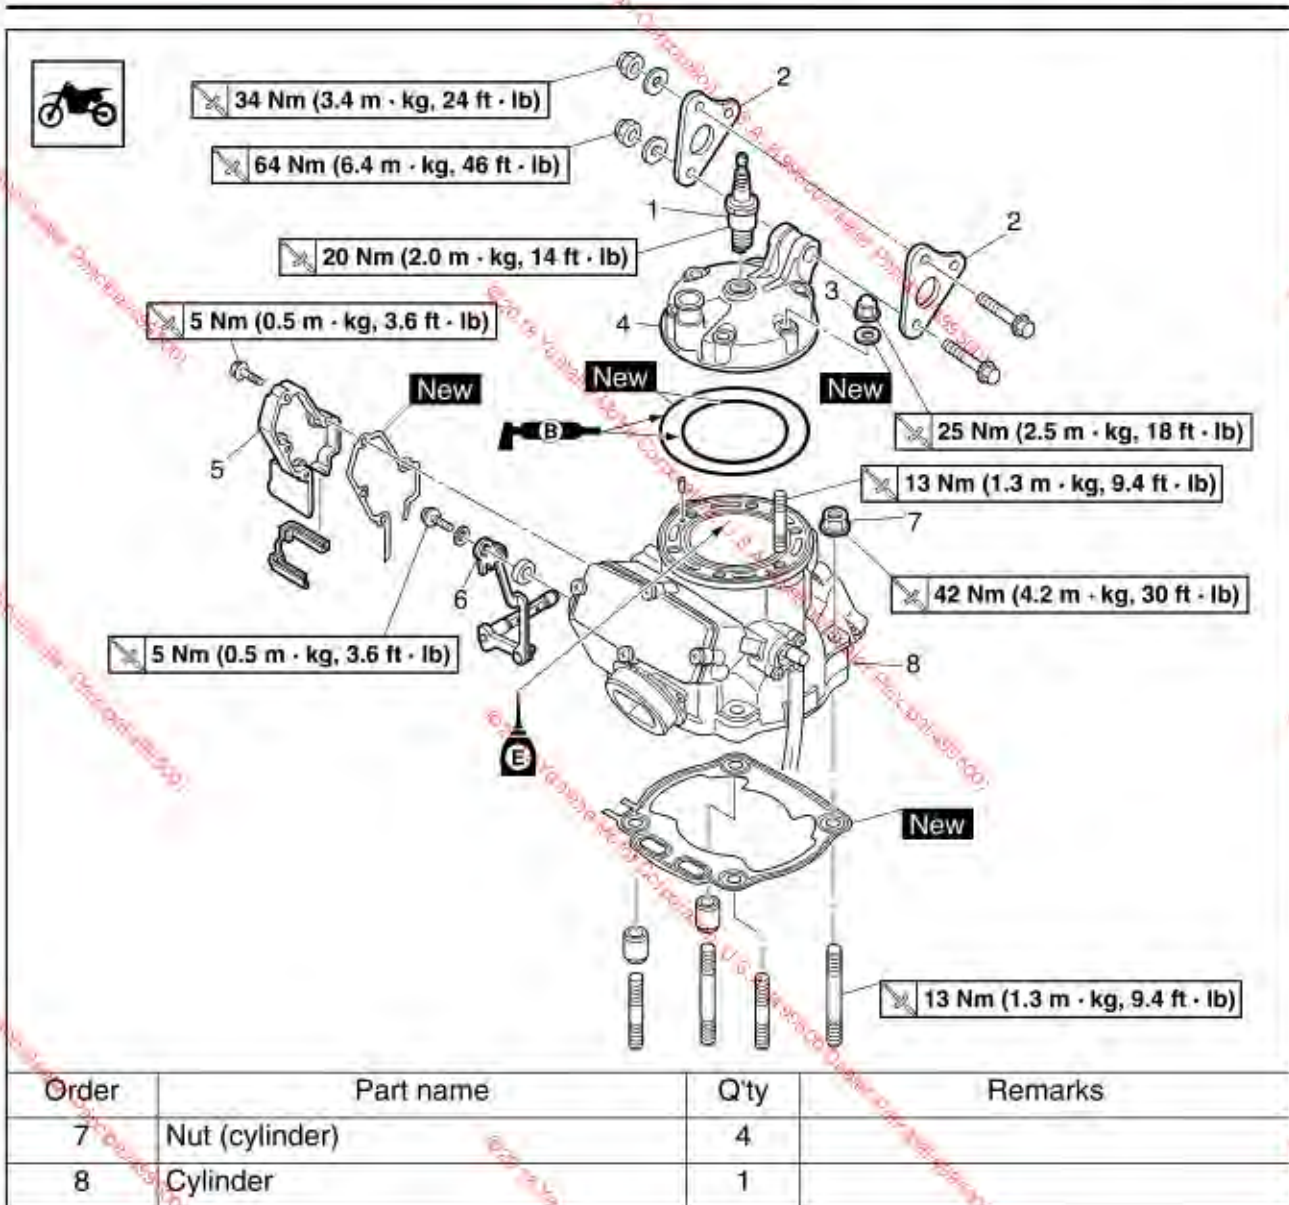 2
34 Nm (3.4 m · kg, 24 ft · lb)
64 Nm (6.4 m · kg, 46 ft · lb)
1
2
20 Nm (2.0 m · kg, 14 ft · lb)
3
5 Nm (0.5 m · kg, 3.6 ft · lb)
4
New
New
New
B
25 Nm (2.5 m · kg, 18 ft · lb)
5
13 Nm (1.3 m · kg, 9.4 ft · lb)
7
6
42 Nm (4.2 m · kg, 30 ft · lb)
5 Nm (0.5 m · kg, 3.6 ft · lb)
8
E
New
13 Nm (1.3 m · kg, 9.4 ft · lb)
Order Part name Q'ty Remarks
7 Nut (cylinder) 4
8 Cylinder 1